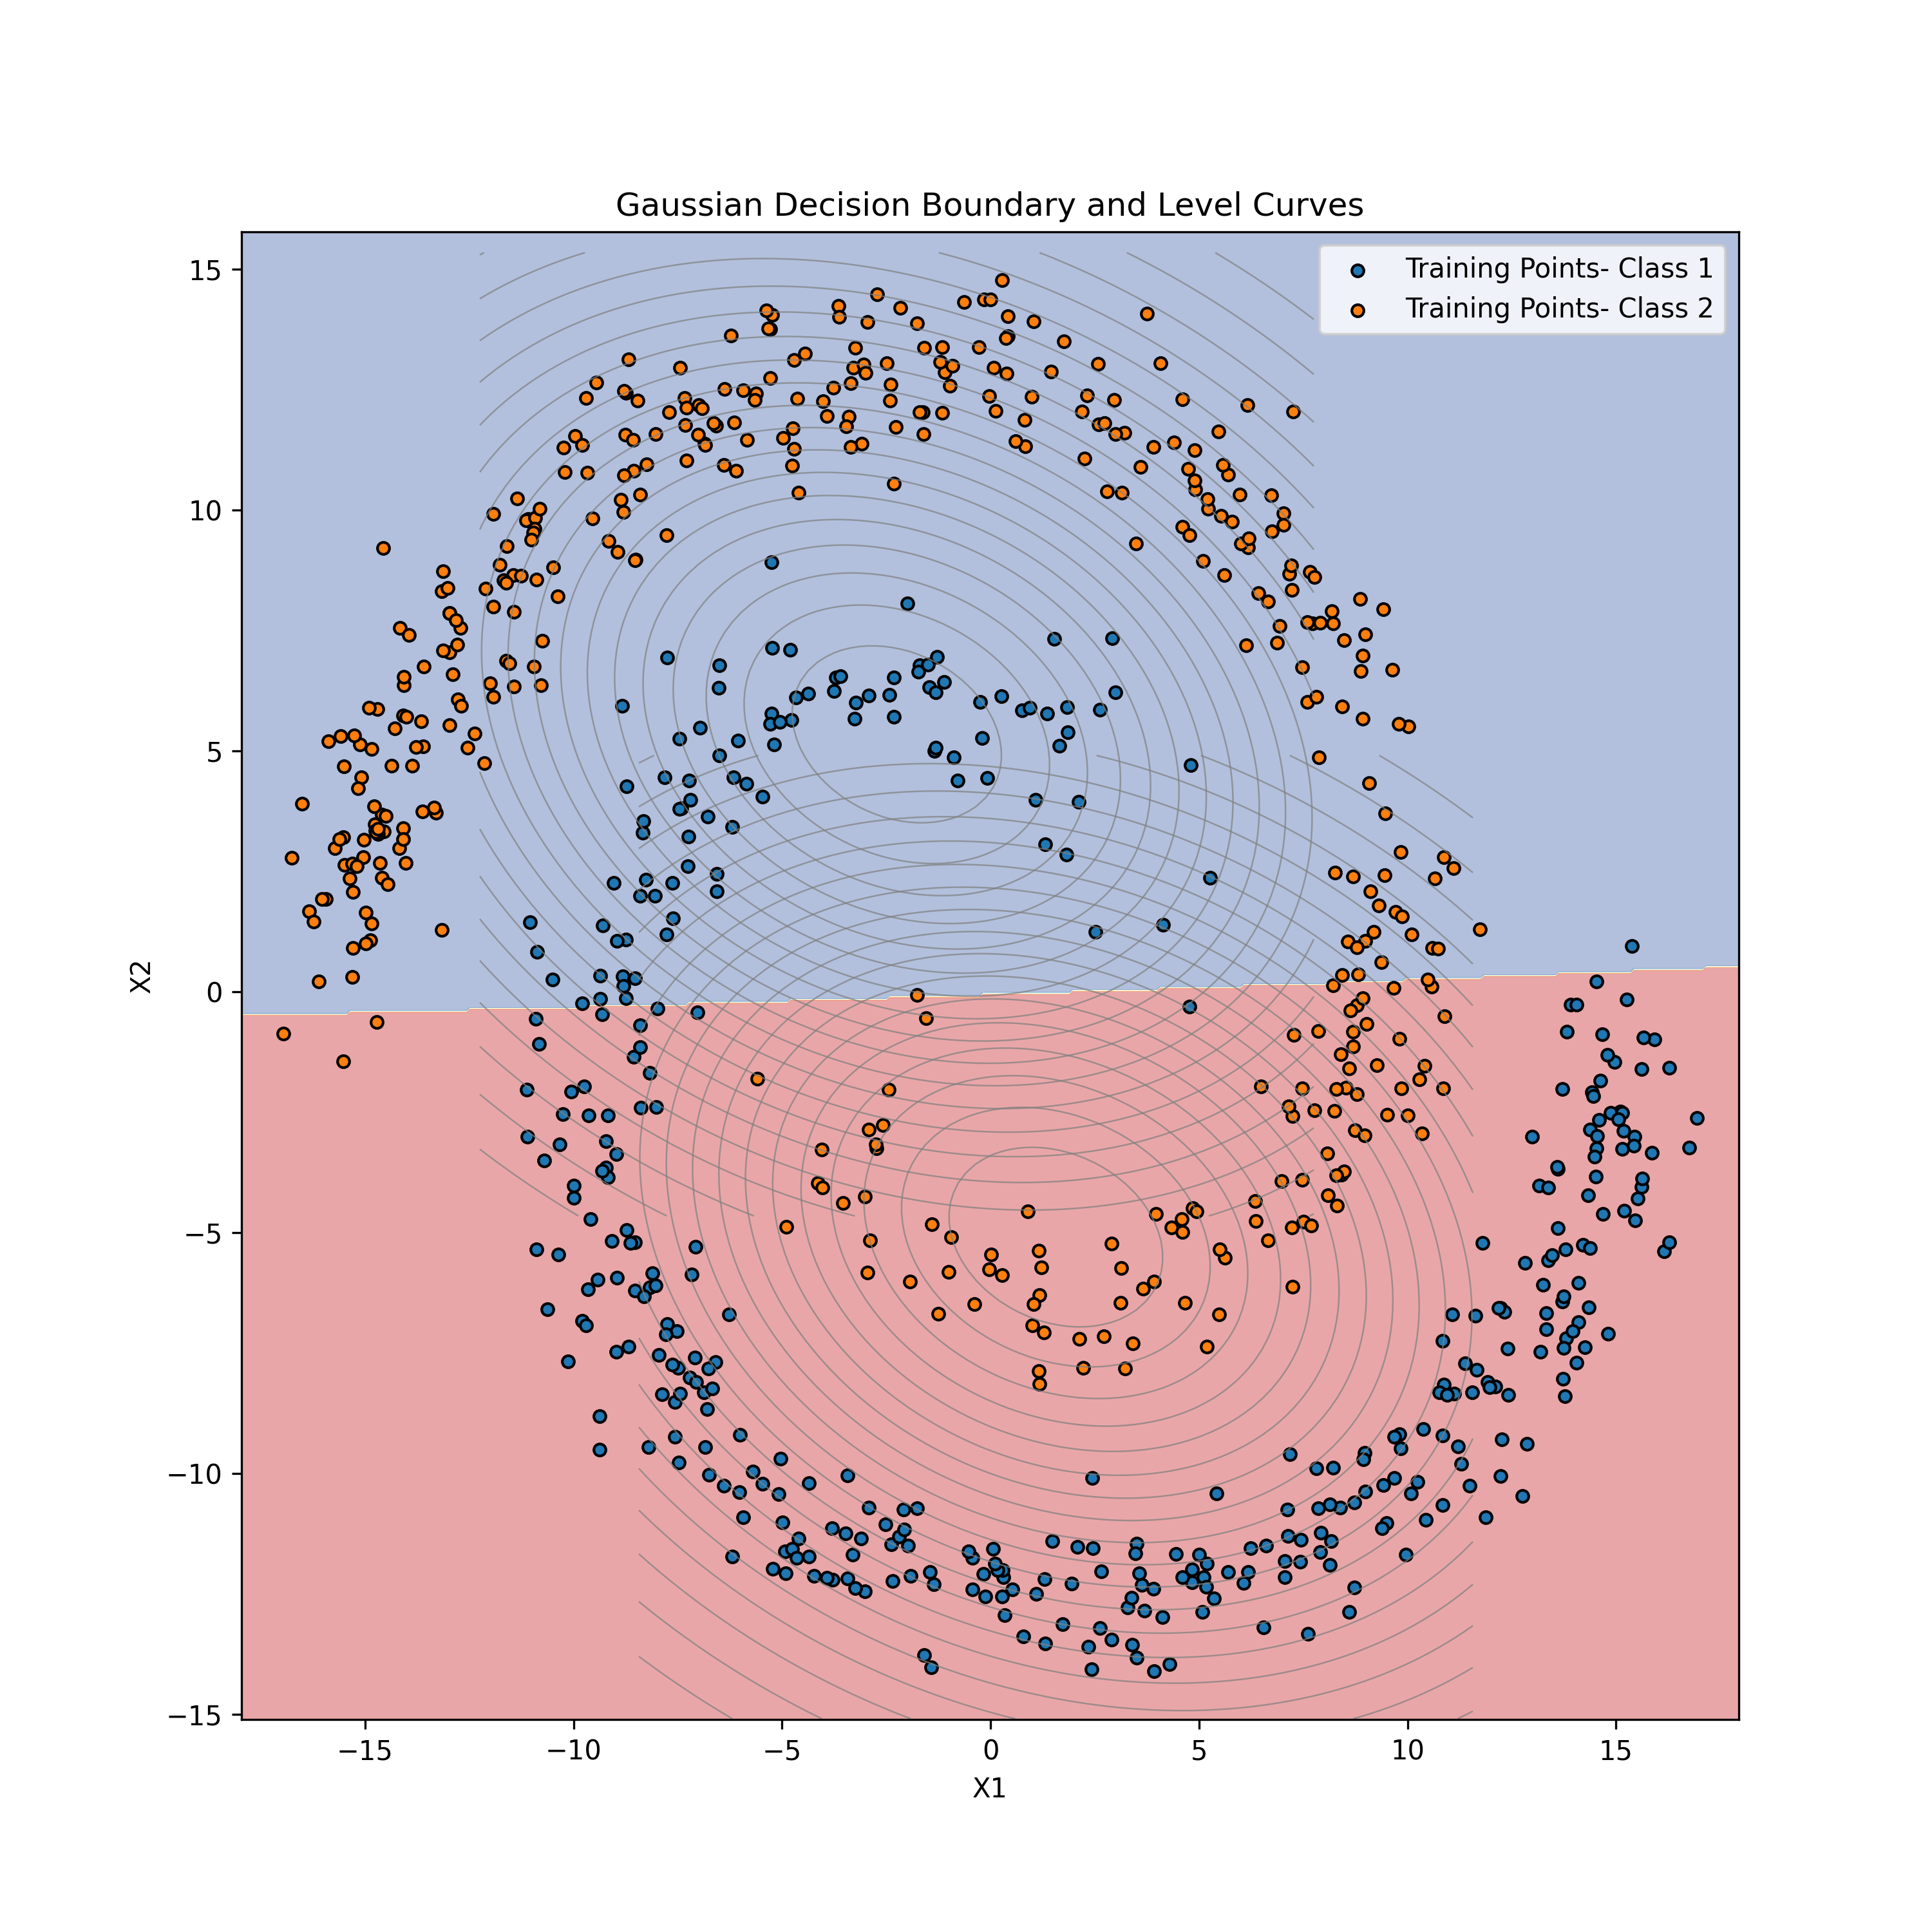 Gaussian Decision Boundary and Level Curves
Training Points- Class 1
Training Points- Class 2
15
10
5
0
−5
−10
−15
X2
−15
−10
−5
0
5
10
15
X1